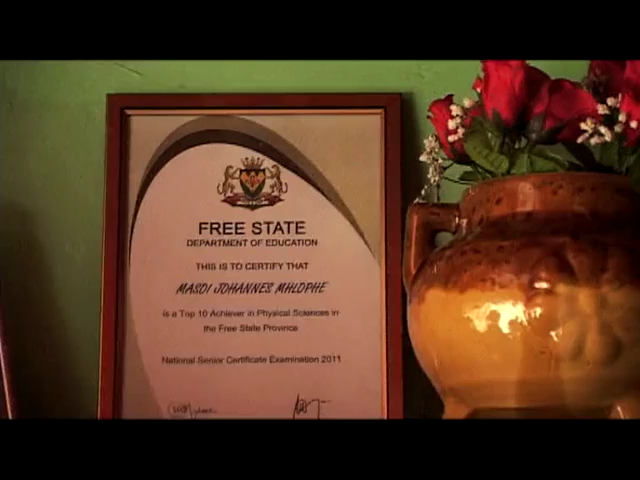 FREE STATE
DEPARTMENT OF EDUCATION
THIS IS TO CERTIFY THAT
MASDI JOHANNES MHLOPHE
is a Top 10 Achiever in Physical Sciences in
the Free State Province
National Senior Certificate Examination 2011